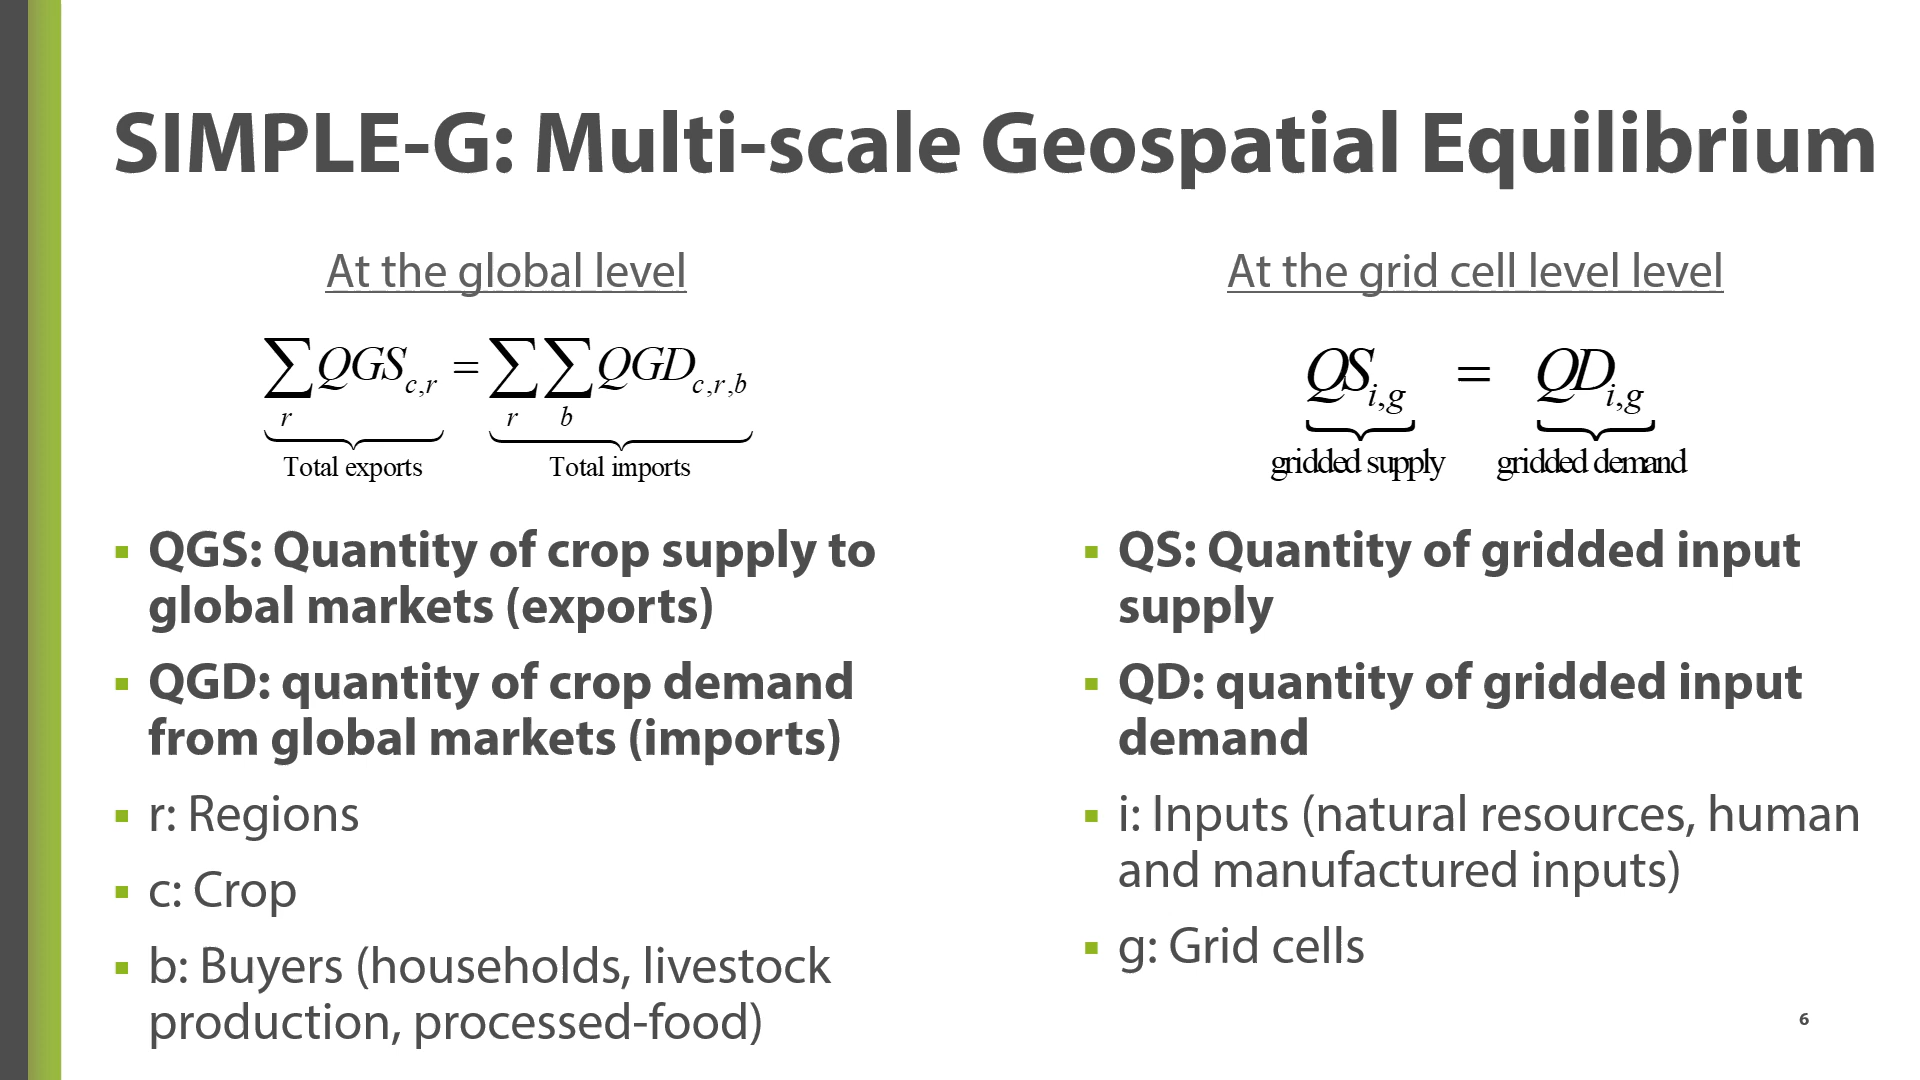 SIMPLE-G: Multi-scale Geospatial Equilibrium
At the global level
∑_r QGS_{c,r} = ∑_r ∑_b QGD_{c,r,b}
Total exports Total imports
▪ QGS: Quantity of crop supply to
global markets (exports)
▪ QGD: quantity of crop demand
from global markets (imports)
▪ r: Regions
▪ c: Crop
▪ b: Buyers (households, livestock
production, processed-food)
At the grid cell level level
QS_{i,g} = QD_{i,g}
gridded supply gridded demand
▪ QS: Quantity of gridded input
supply
▪ QD: quantity of gridded input
demand
▪ i: Inputs (natural resources, human
and manufactured inputs)
▪ g: Grid cells
6